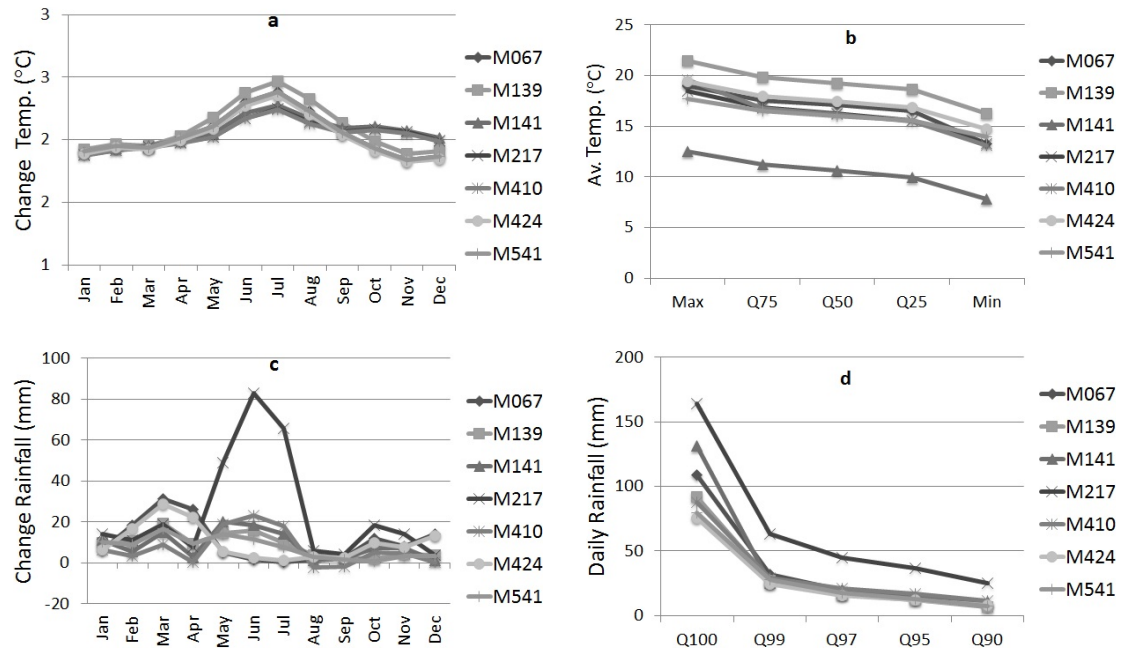 a
Change Temp. (°C)
3
3
2
2
1
Jan Feb Mar Apr May Jun Jul Aug Sep Oct Nov Dec
M067
M139
M141
M217
M410
M424
M541
b
Av. Temp. (°C)
25
20
15
10
5
0
Max Q75 Q50 Q25 Min
M067
M139
M141
M217
M410
M424
M541
c
Change Rainfall (mm)
100
80
60
40
20
0
-20
Jan Feb Mar Apr May Jun Jul Aug Sep Oct Nov Dec
M067
M139
M141
M217
M410
M424
M541
d
Daily Rainfall (mm)
200
150
100
50
0
Q100 Q99 Q97 Q95 Q90
M067
M139
M141
M217
M410
M424
M541